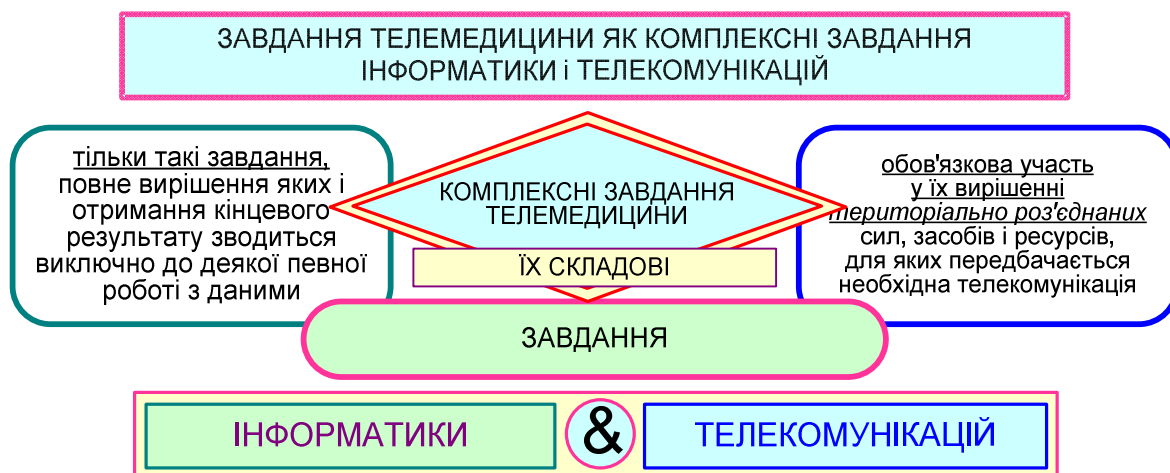 ЗАВДАННЯ ТЕЛЕМЕДИЦИНИ ЯК КОМПЛЕКСНІ ЗАВДАННЯ
ІНФОРМАТИКИ і ТЕЛЕКОМУНІКАЦІЙ
тільки такі завдання,
повне вирішення яких і
отримання кінцевого
результату зводиться
виключно до деякої певної
роботі з даними
КОМПЛЕКСНІ ЗАВДАННЯ
ТЕЛЕМЕДИЦИНИ
ЇХ СКЛАДОВІ
обов'язкова участь
у їх вирішенні
територіально роз'єднаних
сил, засобів і ресурсів,
для яких передбачається
необхідна телекомунікація
ЗАВДАННЯ
ІНФОРМАТИКИ & ТЕЛЕКОМУНІКАЦІЙ